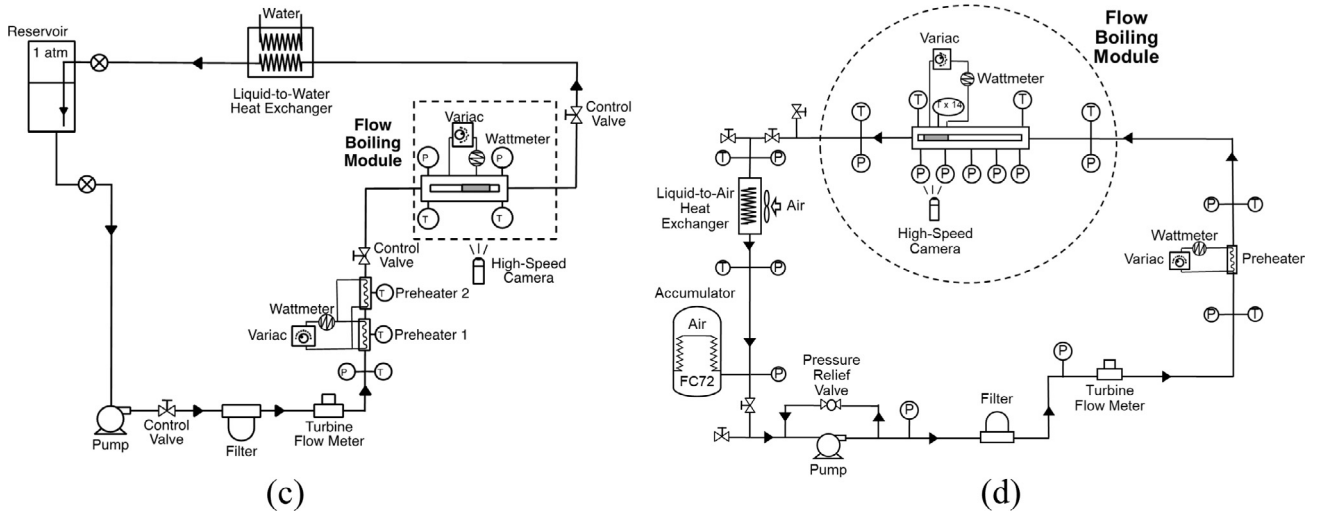 Water
Reservoir
1 atm
Liquid-to-Water
Heat Exchanger
Control
Valve
Flow
Boiling
Module
Variac
Wattmeter
P
P
T
T
High-Speed
Camera
Control
Valve
T
Preheater 2
Wattmeter
Variac
T
Preheater 1
P
T
Pump
Control
Valve
Filter
Turbine
Flow Meter
(c)
Flow
Boiling
Module
Variac
Wattmeter
T
T
T x 14
T
T
P
P
P
P
P
P
P
High-Speed
Camera
T
P
Liquid-to-Air
Heat
Exchanger
Air
T
P
Accumulator
Air
FC72
P
Pressure
Relief
Valve
P
Pump
Filter
P
Turbine
Flow Meter
P
T
Wattmeter
Variac
Preheater
P
T
(d)